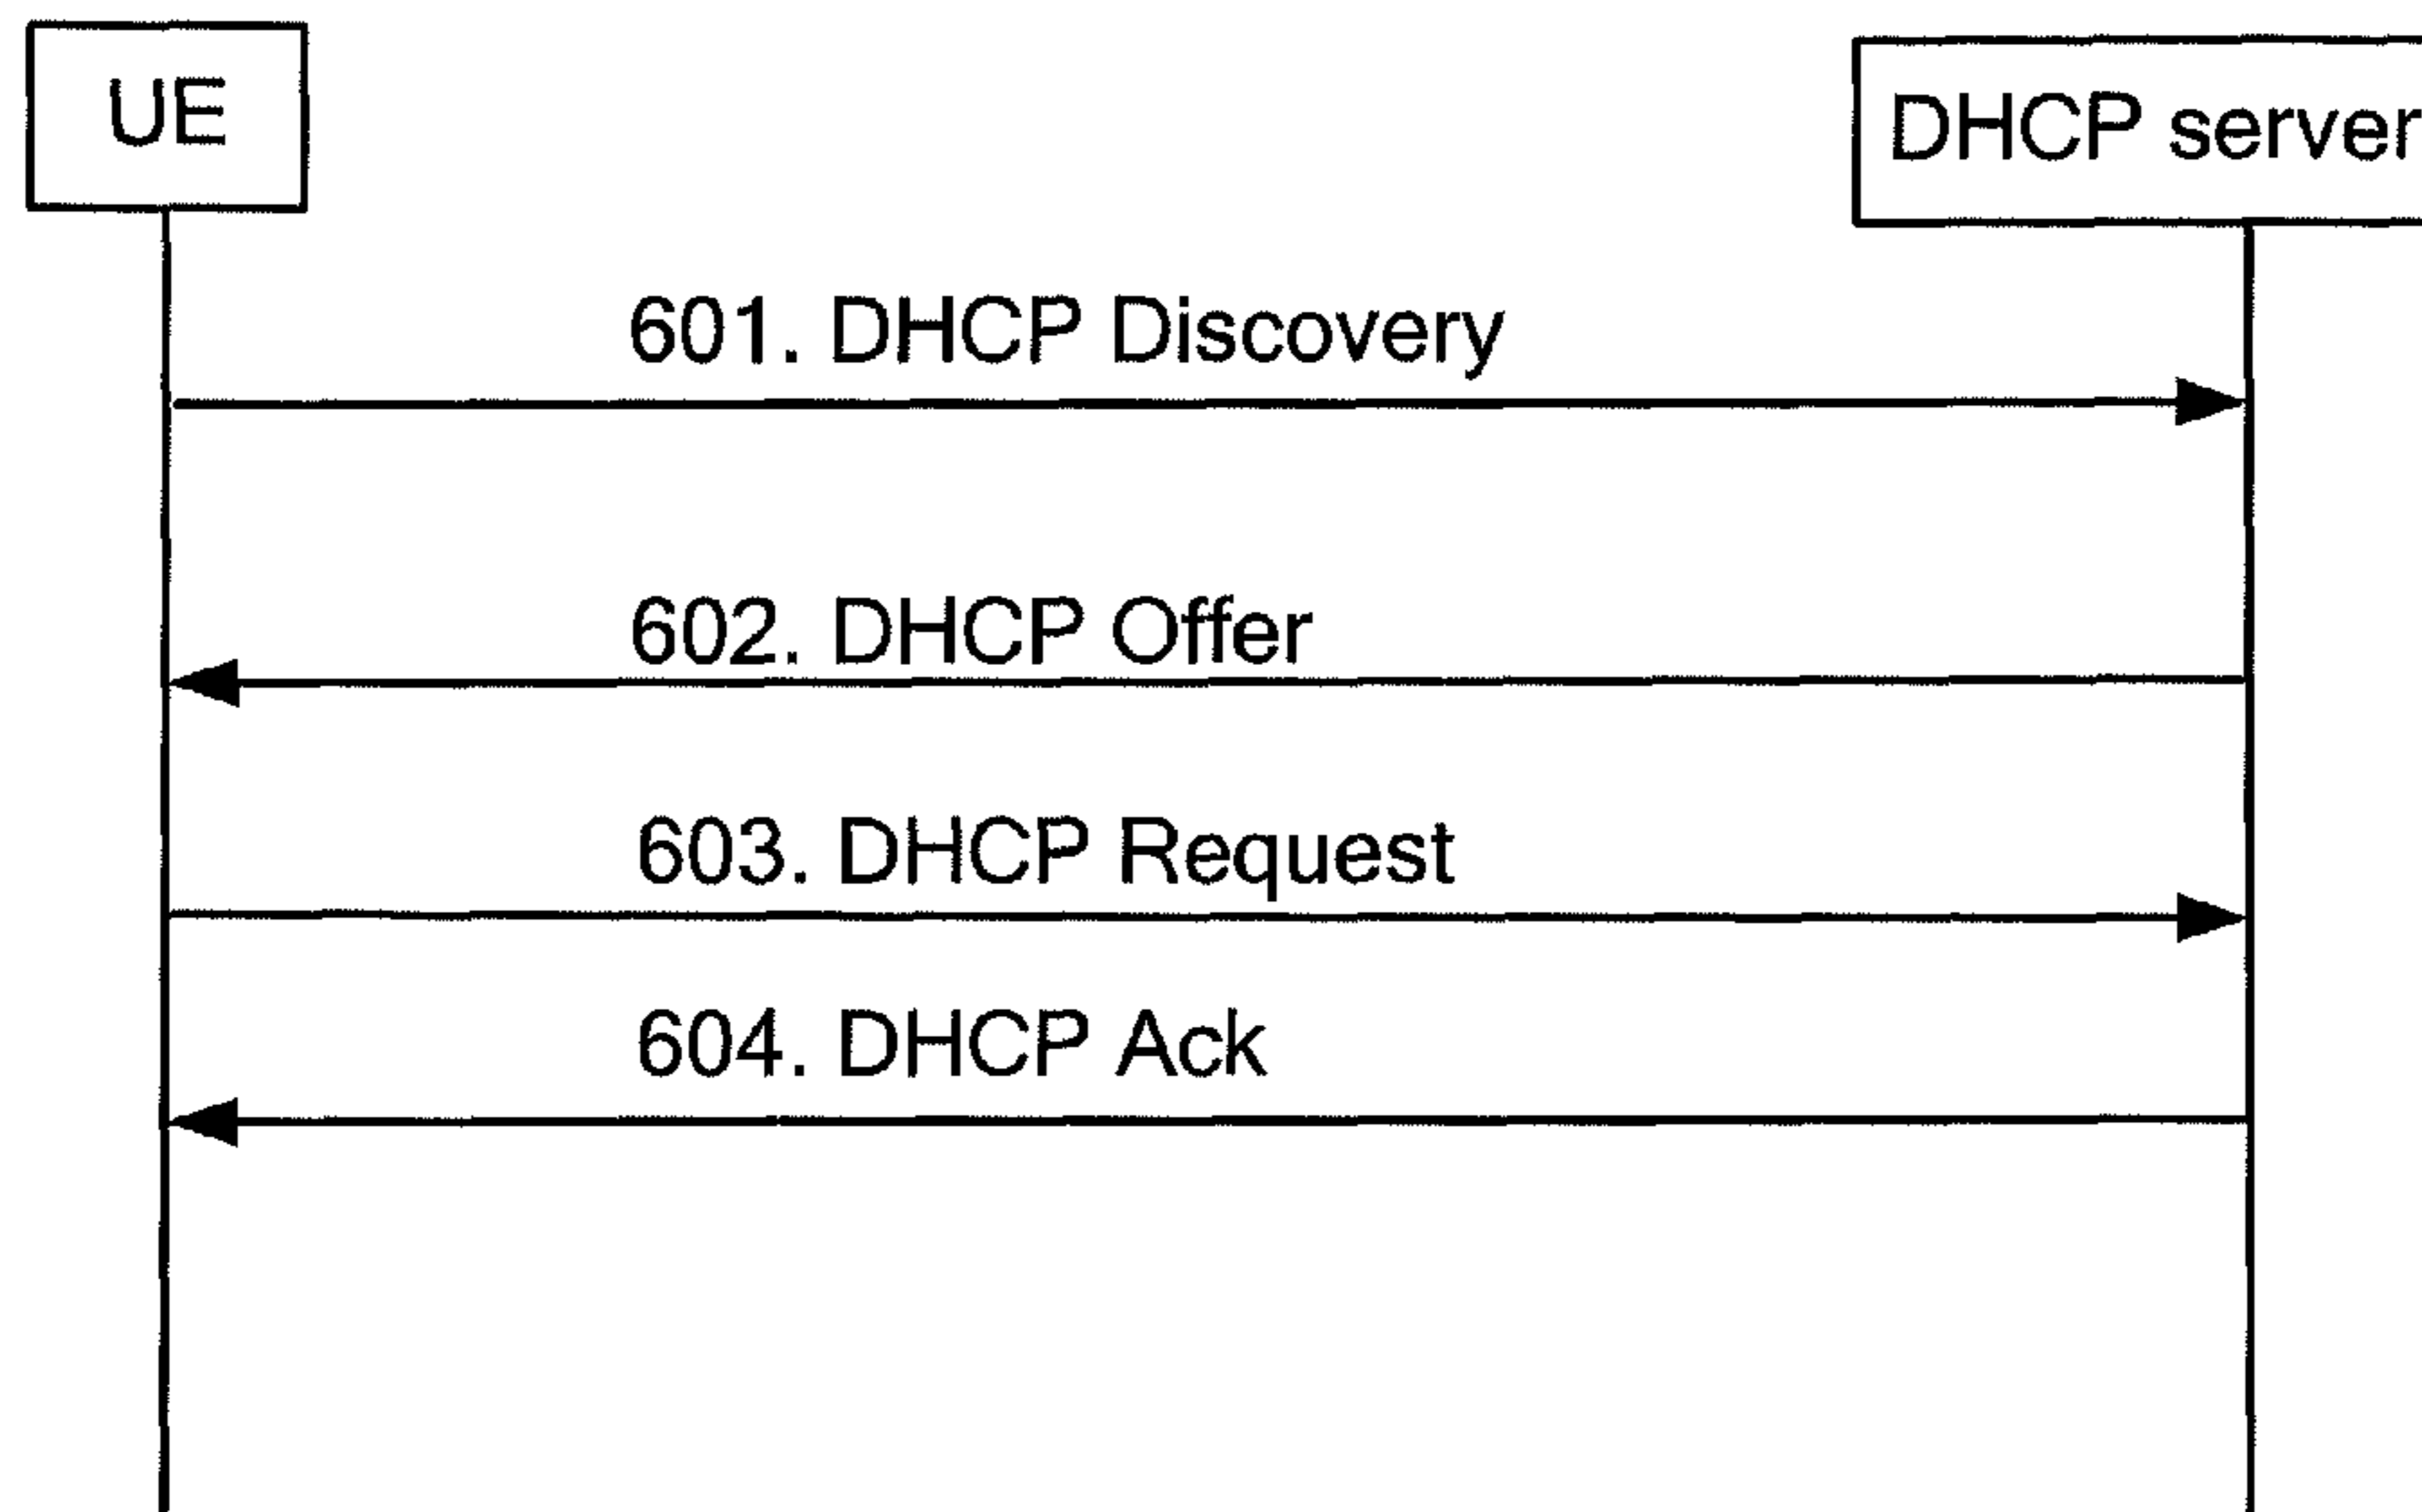 UE
DHCP server
601. DHCP Discovery
602. DHCP Offer
603. DHCP Request
604. DHCP Ack